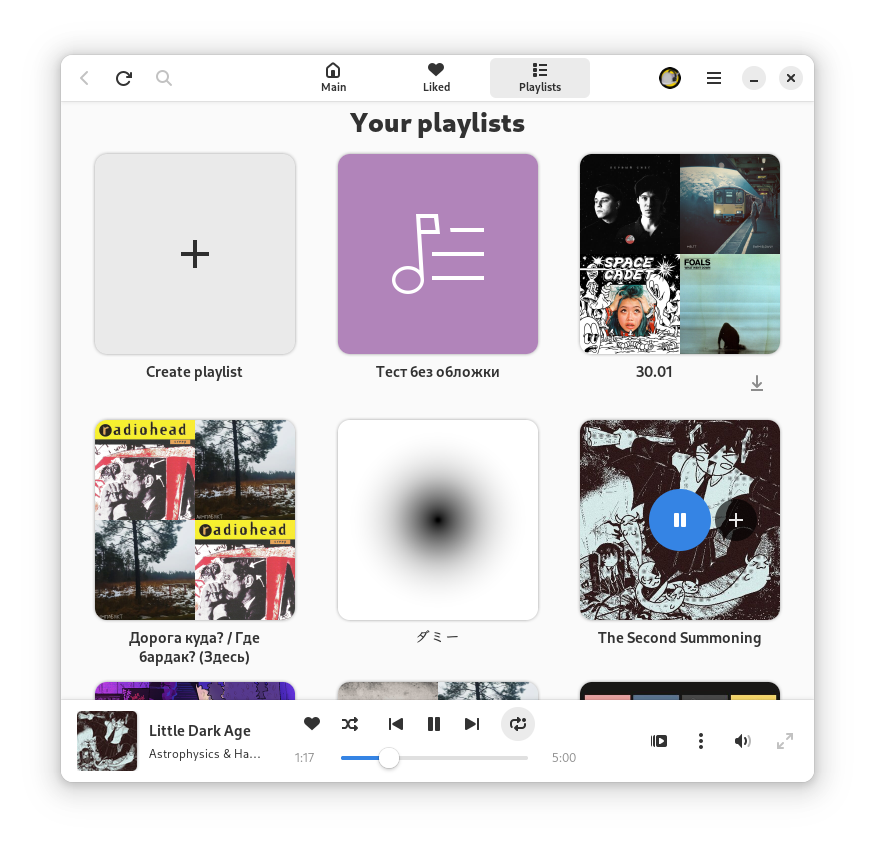 Main
Liked
Playlists
Your playlists
SPACE
CADET
FOALS
Create playlist
Тест без обложки
30.01
radiohead
radiohead
Дорога куда? / Где
бардак? (Здесь)
ダミー
The Second Summoning
Little Dark Age
Astrophysics & Ha...
1:17
5:00